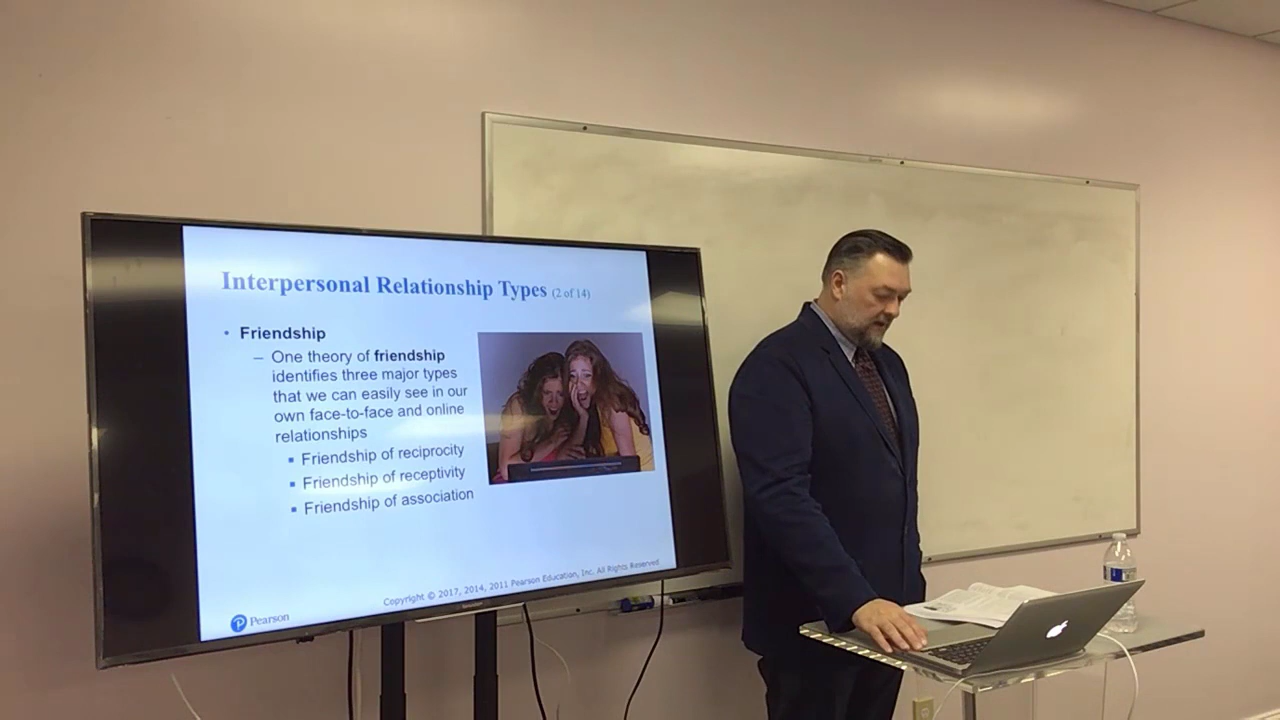 Interpersonal Relationship Types (2 of 14)
• Friendship
– One theory of friendship
identifies three major types
that we can easily see in our
own face-to-face and online
relationships
▪ Friendship of reciprocity
▪ Friendship of receptivity
▪ Friendship of association
Copyright © 2017, 2014, 2011 Pearson Education, Inc. All Rights Reserved
Pearson